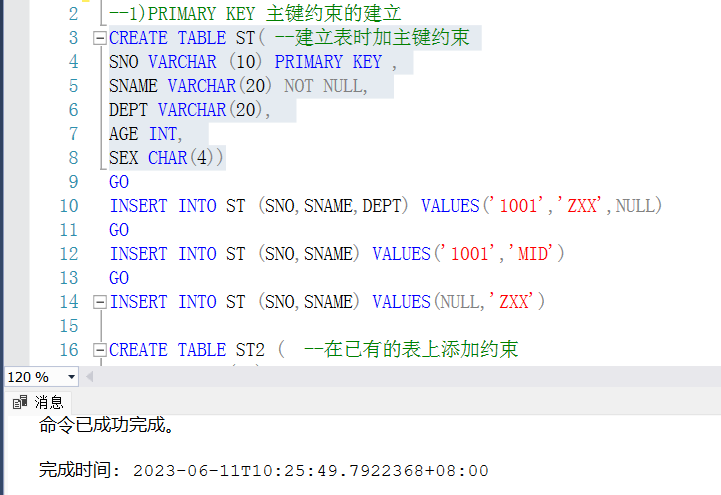 2 --1)PRIMARY KEY 主键约束的建立
3 CREATE TABLE ST( --建立表时加主键约束
4 SNO VARCHAR (10) PRIMARY KEY ,
5 SNAME VARCHAR(20) NOT NULL,
6 DEPT VARCHAR(20),
7 AGE INT,
8 SEX CHAR(4))
9 GO
10 INSERT INTO ST (SNO,SNAME,DEPT) VALUES('1001','ZXX',NULL)
11 GO
12 INSERT INTO ST (SNO,SNAME) VALUES('1001','MID')
13 GO
14 INSERT INTO ST (SNO,SNAME) VALUES(NULL,'ZXX')
15
16 CREATE TABLE ST2 ( --在已有的表上添加约束
120 %
消息
命令已成功完成。
完成时间: 2023-06-11T10:25:49.7922368+08:00